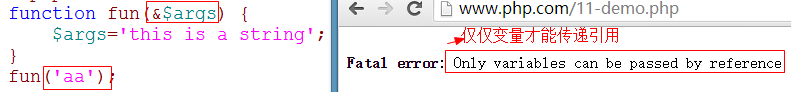 function fun(&$args) {
$args='this is a string';
}
fun('aa');
www.php.com/11-demo.php
仅仅变量才能传递引用
Fatal error: Only variables can be passed by reference